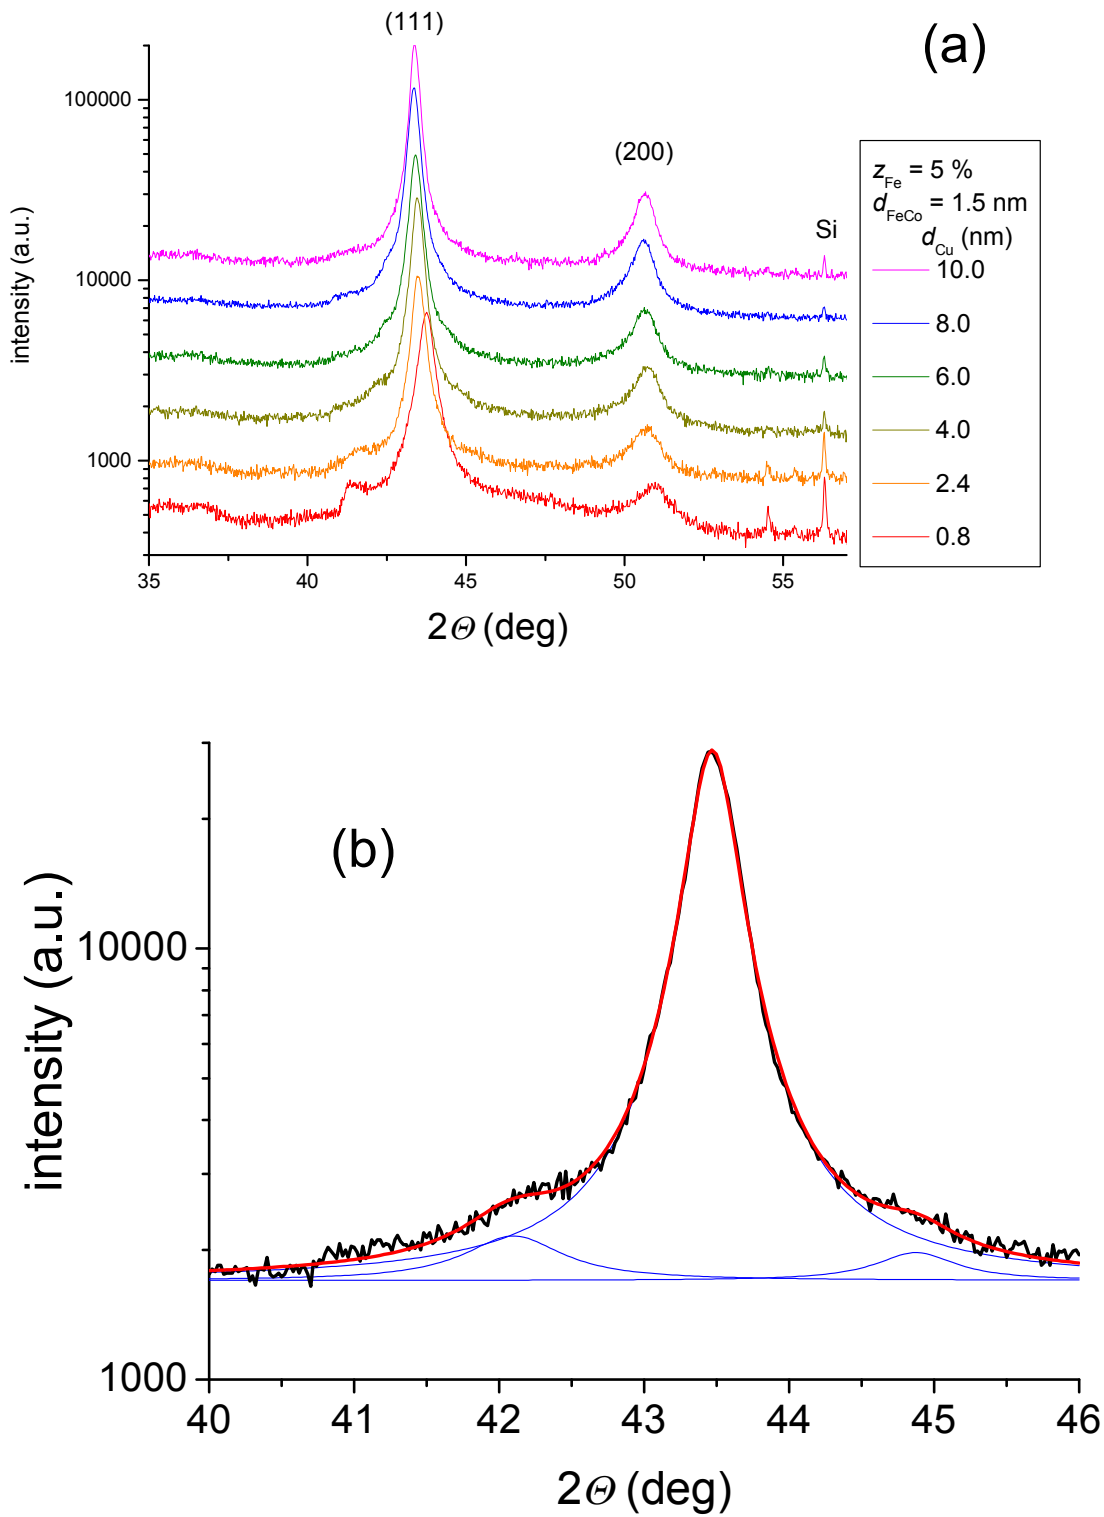 (111)
(a)
100000
(200)
z_Fe = 5 %
d_FeCo = 1.5 nm
Si
d_Cu (nm)
10.0
10000
8.0
6.0
4.0
1000
2.4
0.8
intensity (a.u.)
35 40 45 50 55
2Θ (deg)
(b)
10000
1000
intensity (a.u.)
40 41 42 43 44 45 46
2Θ (deg)